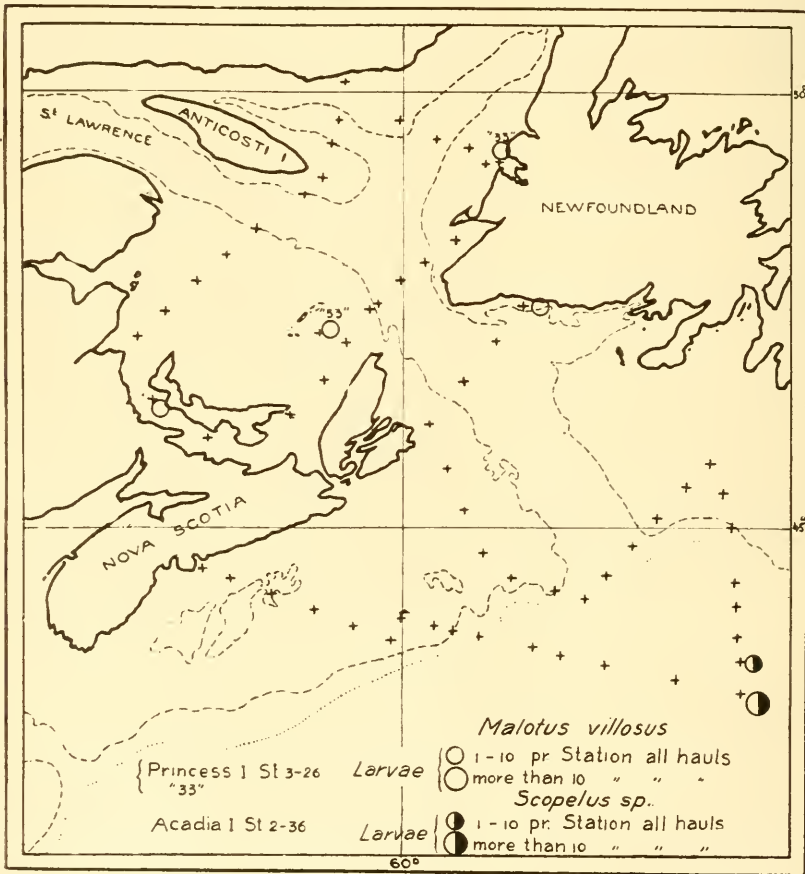 50°
St LAWRENCE
ANTICOSTI I
"33"
NEWFOUNDLAND
"33"
NOVA SCOTIA
45°
Malotus villosus
Larvae
1-10 pr. Station all hauls
more than 10 " " "
Princess I St 3-26
"33"
Scopelus sp.
Acadia I St 2-36
Larvae
1-10 pr. Station all hauls
more than 10 " " "
60°